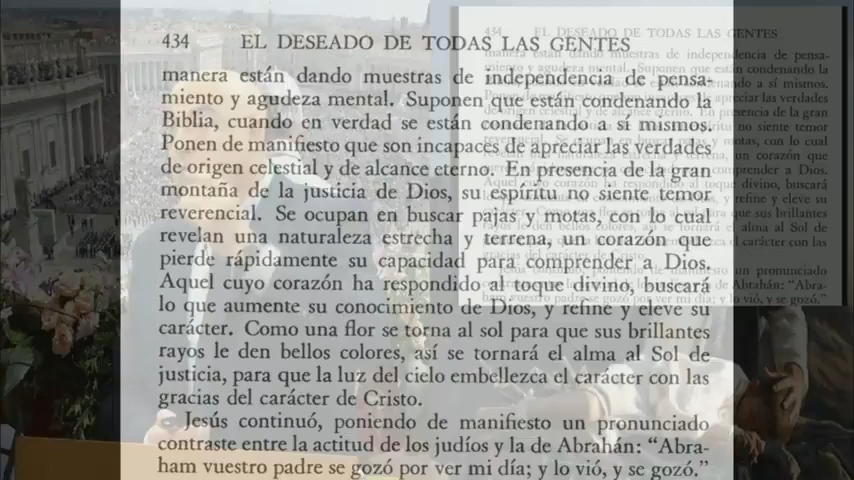 434 EL DESEADO DE TODAS LAS GENTES
manera están dando muestras de independencia de pensa-
miento y agudeza mental. Suponen que están condenando la
Biblia, cuando en verdad se están condenando a sí mismos.
Ponen de manifiesto que son incapaces de apreciar las verdades
de origen celestial y de alcance eterno. En presencia de la gran
montaña de la justicia de Dios, su espíritu no siente temor
reverencial. Se ocupan en buscar pajas y motas, con lo cual
revelan una naturaleza estrecha y terrena, un corazón que
pierde rápidamente su capacidad para comprender a Dios.
Aquel cuyo corazón ha respondido al toque divino, buscará
lo que aumente su conocimiento de Dios, y refine y eleve su
carácter. Como una flor se torna al sol para que sus brillantes
rayos le den bellos colores, así se tornará el alma al Sol de
justicia, para que la luz del cielo embellezca el carácter con las
gracias del carácter de Cristo.
Jesús continuó, poniendo de manifiesto un pronunciado
contraste entre la actitud de los judíos y la de Abrahán: “Abra-
ham vuestro padre se gozó por ver mi día; y lo vió, y se gozó.”